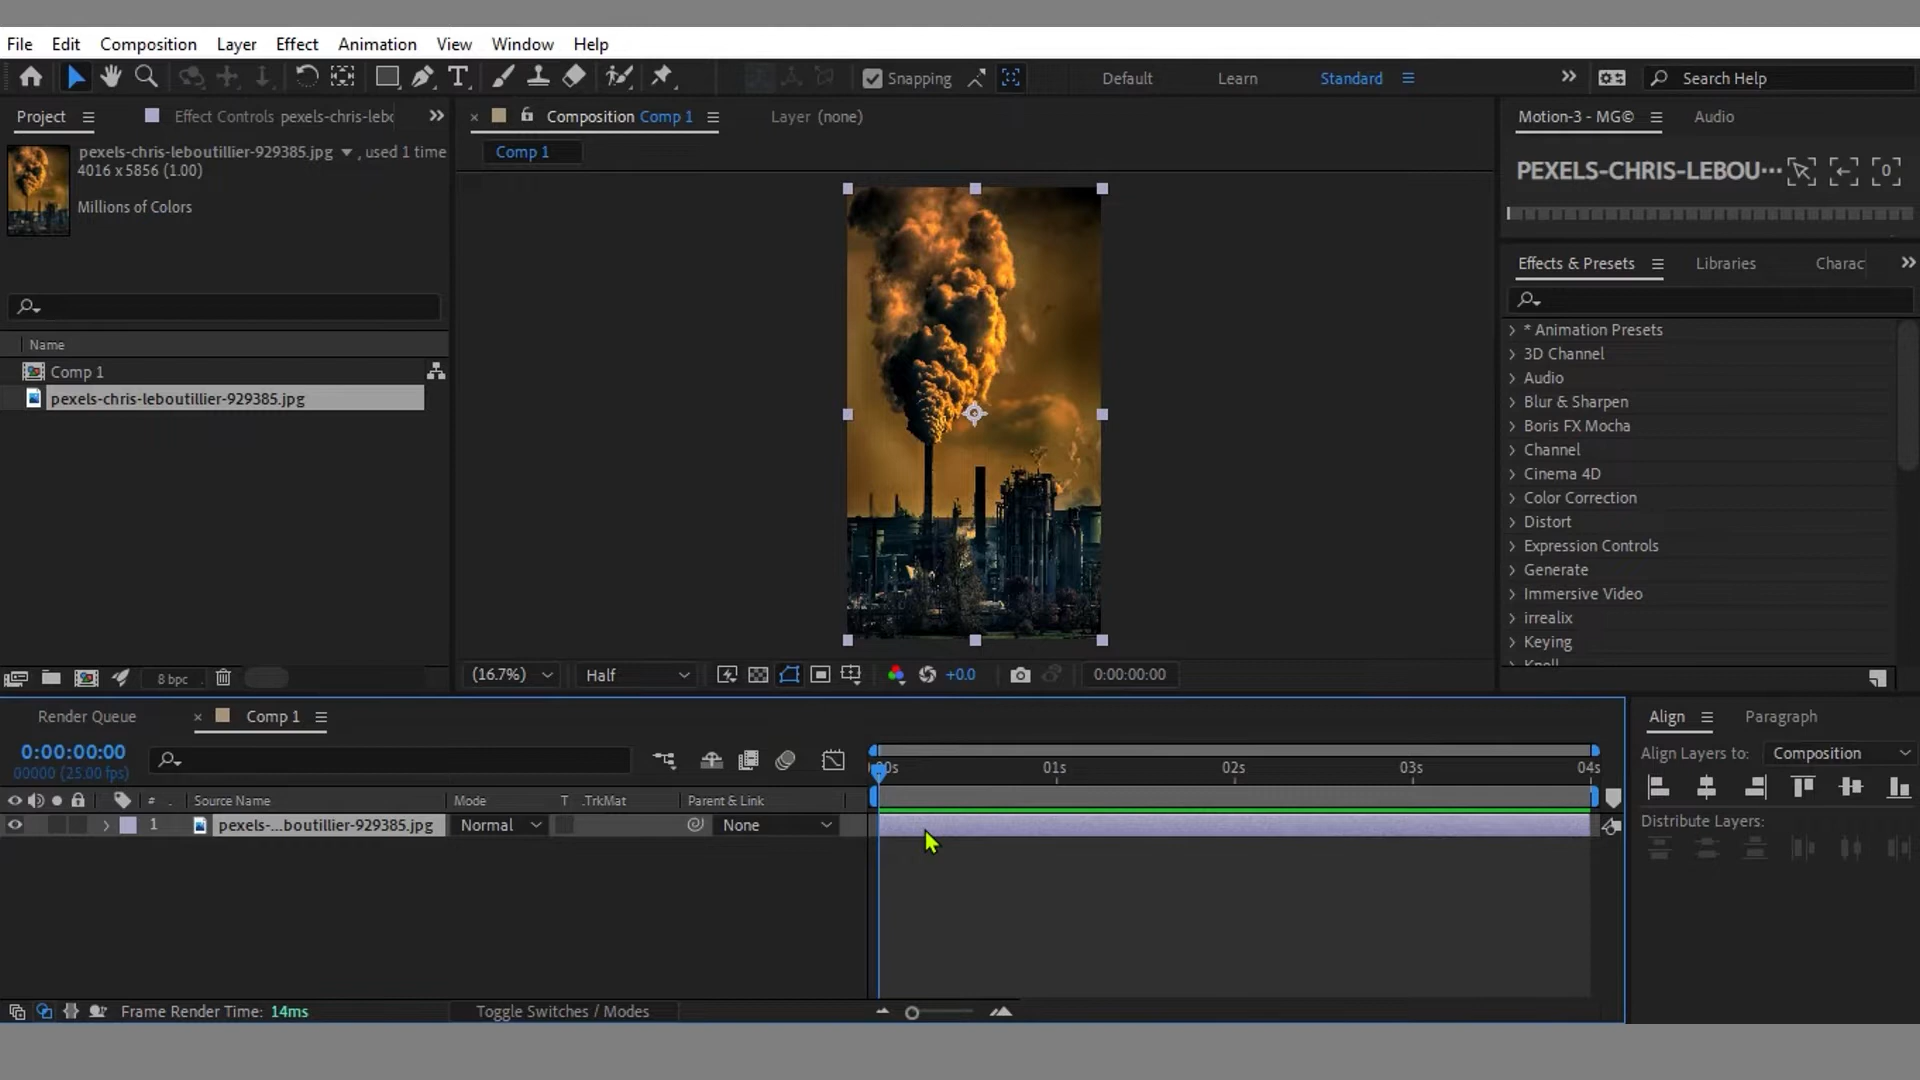 File Edit Composition Layer Effect Animation View Window Help
Snapping Default Learn Standard Search Help
Project Effect Controls pexels-chris-lebo
Composition Comp 1 Layer (none)
Motion-3 - MG© Audio
pexels-chris-leboutillier-929385.jpg , used 1 time
4016 x 5856 (1.00)
Millions of Colors
Comp 1
PEXELS-CHRIS-LEBOU··· 0
Effects & Presets Libraries Charac
* Animation Presets
3D Channel
Audio
Blur & Sharpen
Boris FX Mocha
Channel
Cinema 4D
Color Correction
Distort
Expression Controls
Generate
Immersive Video
irrealix
Keying
Name
Comp 1
pexels-chris-leboutillier-929385.jpg
8 bpc
(16.7%) Half +0.0 0:00:00:00
Render Queue Comp 1
0:00:00:00
00000 (25.00 fps)
01s 02s 03s 04s
# Source Name Mode T .TrkMat Parent & Link
1 pexels-...boutillier-929385.jpg Normal None
Align Paragraph
Align Layers to: Composition
Distribute Layers:
Frame Render Time: 14ms Toggle Switches / Modes